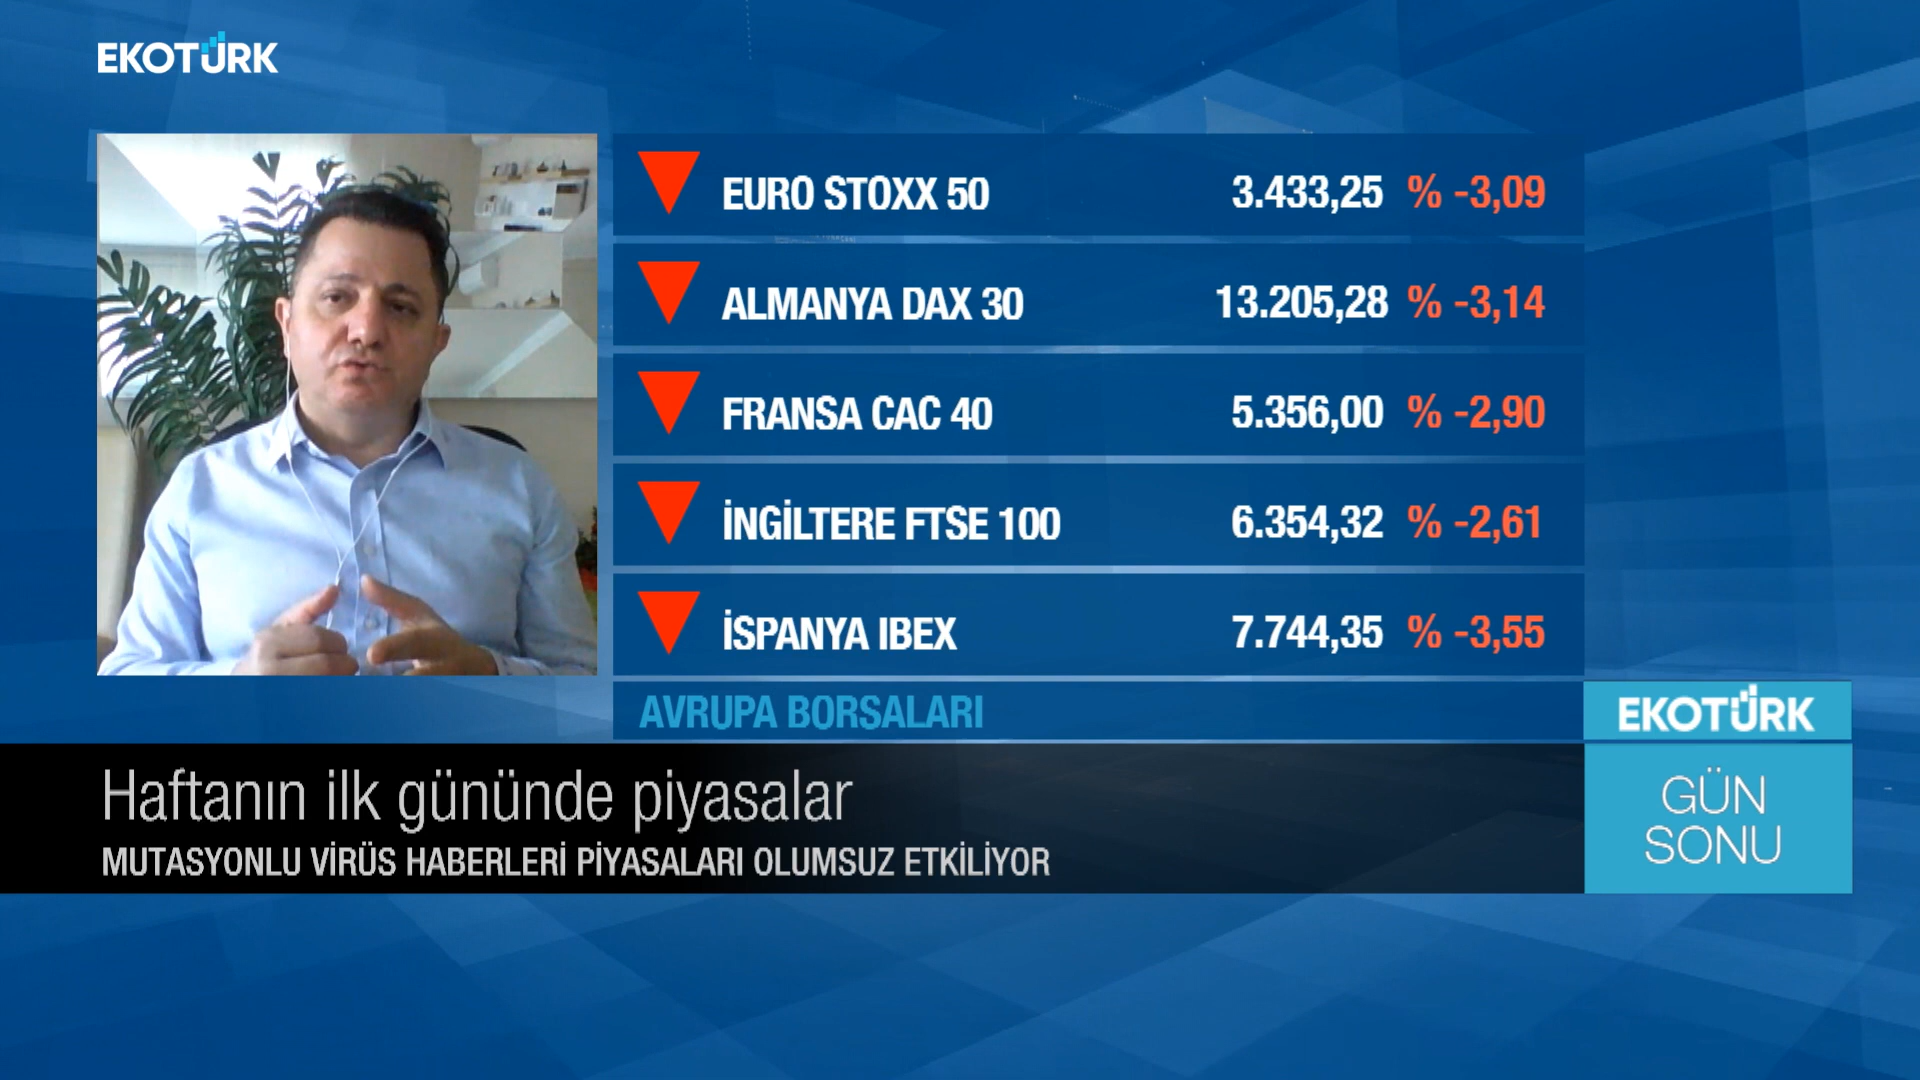 EKOTÜRK
EURO STOXX 50 3.433,25 % -3,09
ALMANYA DAX 30 13.205,28 % -3,14
FRANSA CAC 40 5.356,00 % -2,90
İNGİLTERE FTSE 100 6.354,32 % -2,61
İSPANYA IBEX 7.744,35 % -3,55
AVRUPA BORSALARI
EKOTÜRK
Haftanın ilk gününde piyasalar
MUTASYONLU VİRÜS HABERLERİ PİYASALARI OLUMSUZ ETKİLİYOR
GÜN
SONU